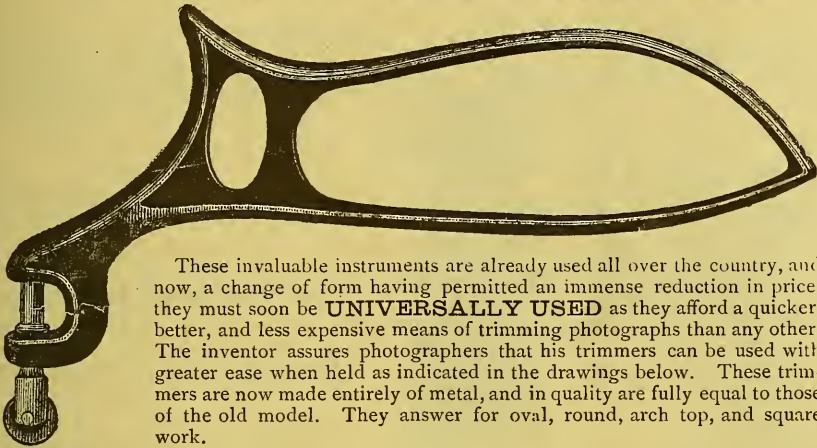 These invaluable instruments are already used all over the country, and
now, a change of form having permitted an immense reduction in price
they must soon be UNIVERSALLY USED as they afford a quicker
better, and less expensive means of trimming photographs than any other
The inventor assures photographers that his trimmers can be used with
greater ease when held as indicated in the drawings below. These trim
mers are now made entirely of metal, and in quality are fully equal to those
of the old model. They answer for oval, round, arch top, and square
work.